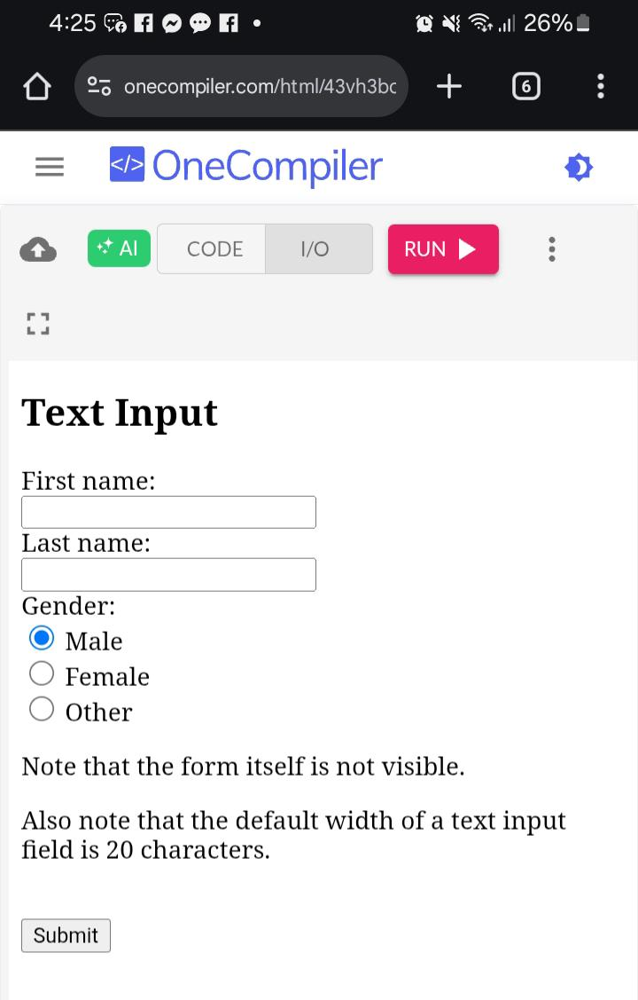 4:25 26%
onecompiler.com/html/43vh3bc 6
</> OneCompiler
AI CODE I/O RUN
Text Input
First name:
Last name:
Gender:
Male
Female
Other
Note that the form itself is not visible.
Also note that the default width of a text input
field is 20 characters.
Submit